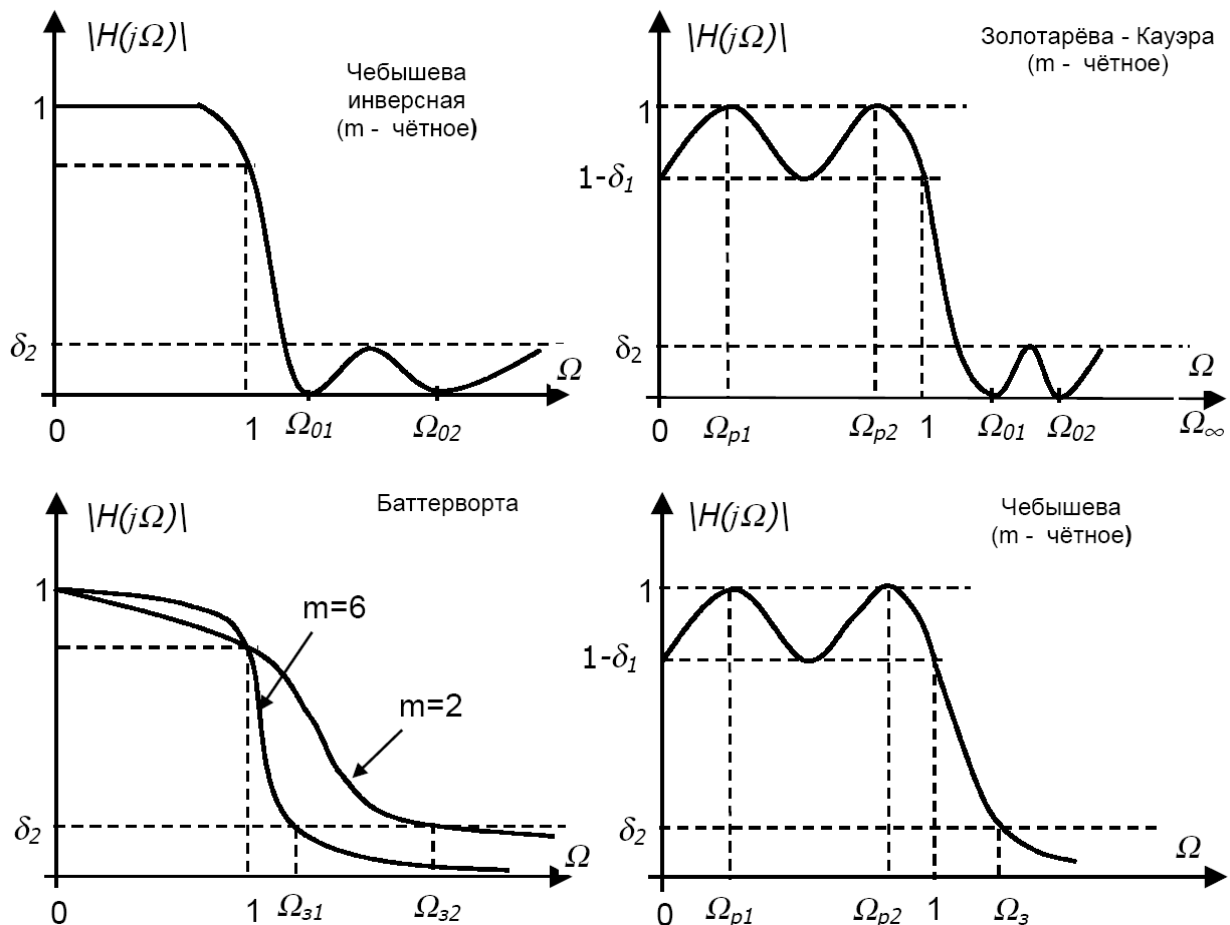 \H(jΩ)\
Чебышева
инверсная
(m - чётное)
1
δ2
Ω
0
1
Ω01
Ω02
\H(jΩ)\
Золотарёва - Кауэра
(m - чётное)
1
1-δ1
δ2
Ω
0
Ωp1
Ωp2
1
Ω01
Ω02
Ω∞
\H(jΩ)\
Баттерворта
1
m=6
m=2
δ2
Ω
0
1
Ωз1
Ωз2
\H(jΩ)\
Чебышева
(m - чётное)
1
1-δ1
δ2
Ω
0
Ωp1
Ωp2
1
Ωз